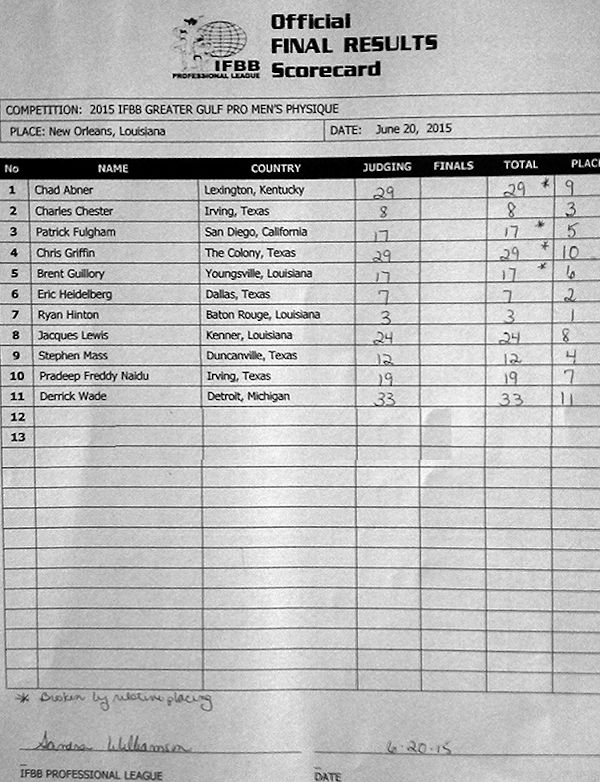 IFBB
PROFESSIONAL LEAGUE
Official
FINAL RESULTS
Scorecard
COMPETITION: 2015 IFBB GREATER GULF PRO MEN'S PHYSIQUE
PLACE: New Orleans, Louisiana DATE: June 20, 2015
No NAME COUNTRY JUDGING FINALS TOTAL PLACE
1 Chad Abner Lexington, Kentucky 29 29 * 9
2 Charles Chester Irving, Texas 8 8 3
3 Patrick Fulgham San Diego, California 17 17 * 5
4 Chris Griffin The Colony, Texas 29 29 * 10
5 Brent Guillory Youngsville, Louisiana 17 17 * 6
6 Eric Heidelberg Dallas, Texas 7 7 2
7 Ryan Hinton Baton Rouge, Louisiana 3 3 1
8 Jacques Lewis Kenner, Louisiana 24 24 8
9 Stephen Mass Duncanville, Texas 12 12 4
10 Pradeep Freddy Naidu Irving, Texas 19 19 7
11 Derrick Wade Detroit, Michigan 33 33 11
12
13
* Broken by relative placing
Sandra Williamson 6-20-15
IFBB PROFESSIONAL LEAGUE DATE